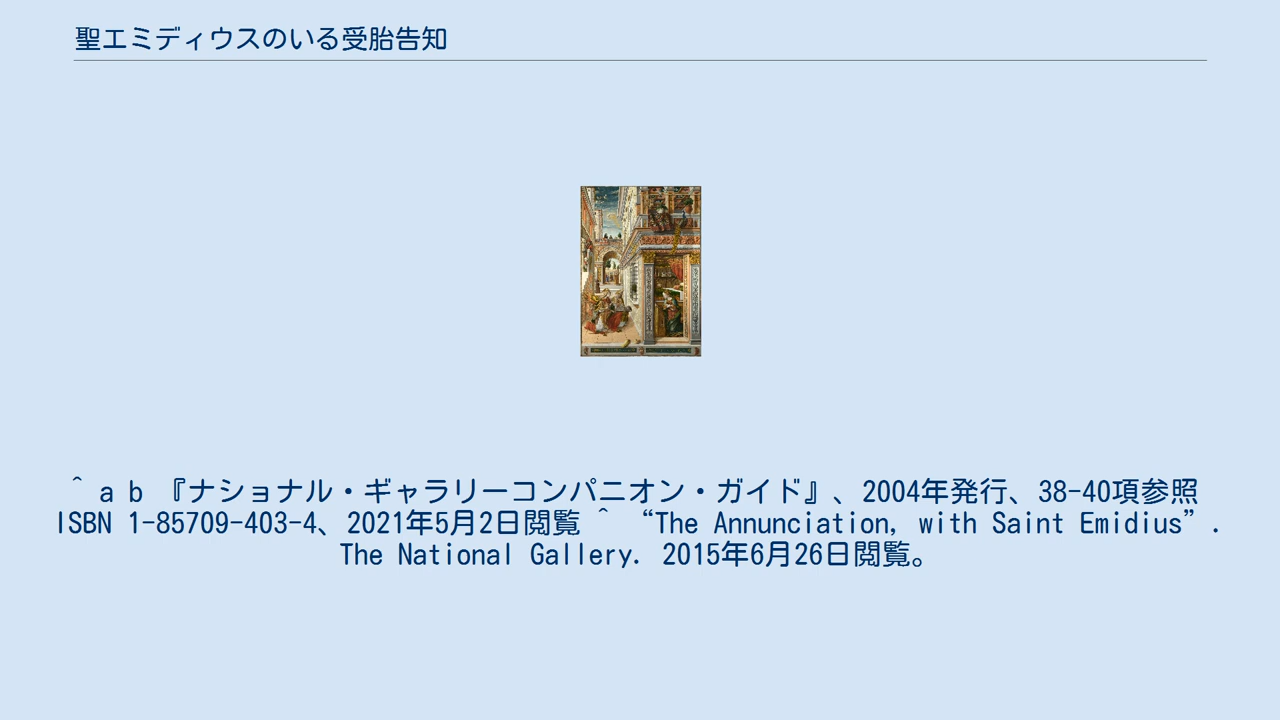 聖エミディウスのいる受胎告知
^ a b 『ナショナル・ギャラリーコンパニオン・ガイド』、2004年発行、38-40項参照
ISBN 1-85709-403-4、2021年5月2日閲覧 ^ “The Annunciation, with Saint Emidius”.
The National Gallery. 2015年6月26日閲覧。